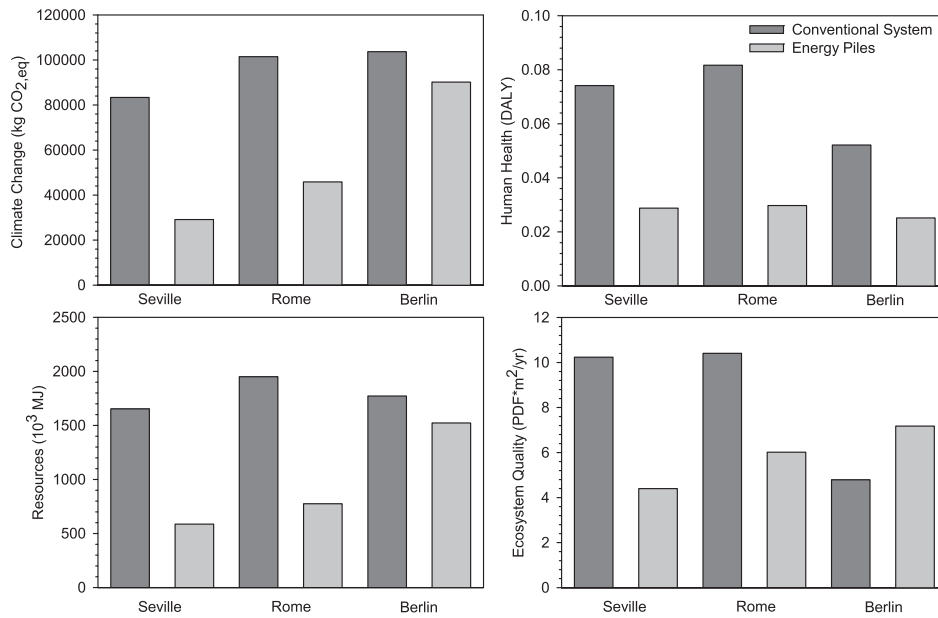 Climate Change (kg CO2,eq)
120000
100000
80000
60000
40000
20000
0
Seville Rome Berlin
Human Health (DALY)
0.10
0.08
0.06
0.04
0.02
0.00
Conventional System
Energy Piles
Seville Rome Berlin
Resources (10³ MJ)
2500
2000
1500
1000
500
0
Seville Rome Berlin
Ecosystem Quality (PDF*m²/yr)
12
10
8
6
4
2
0
Seville Rome Berlin